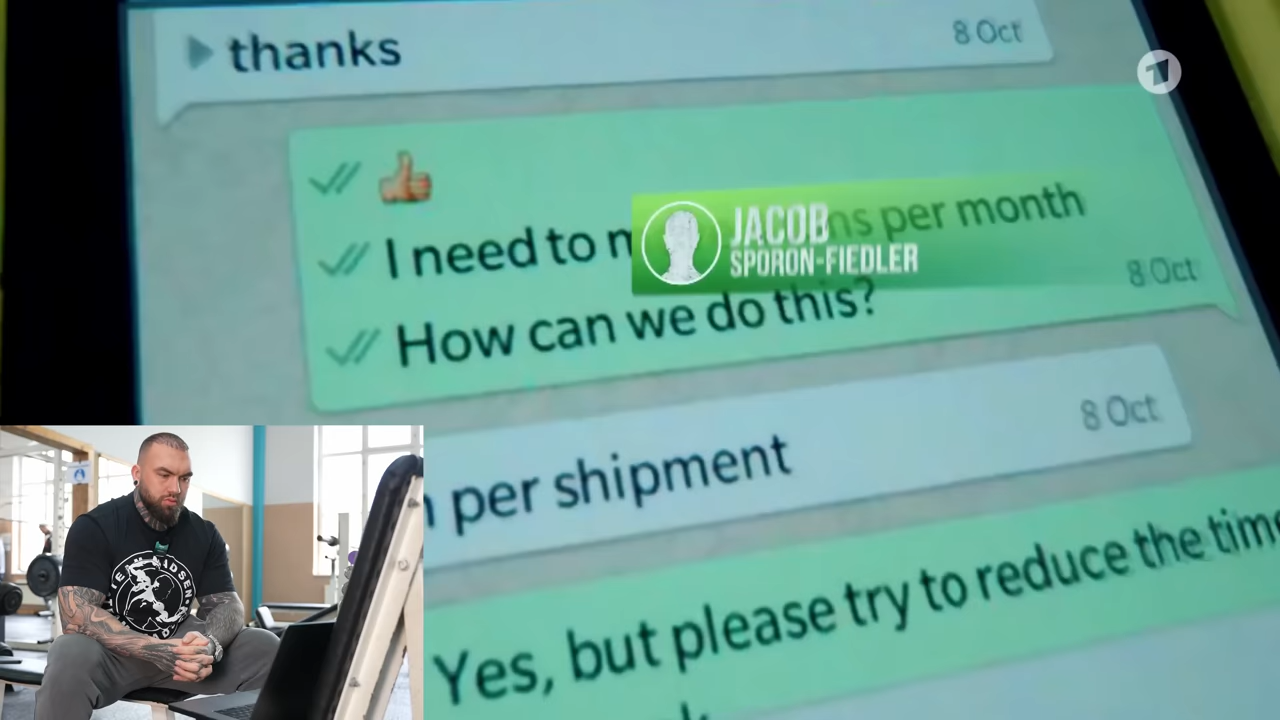 thanks
8 Oct
I need to
ns per month
8 Oct
JACOB
SPORON-FIEDLER
How can we do this?
8 Oct
per shipment
Yes, but please try to reduce the